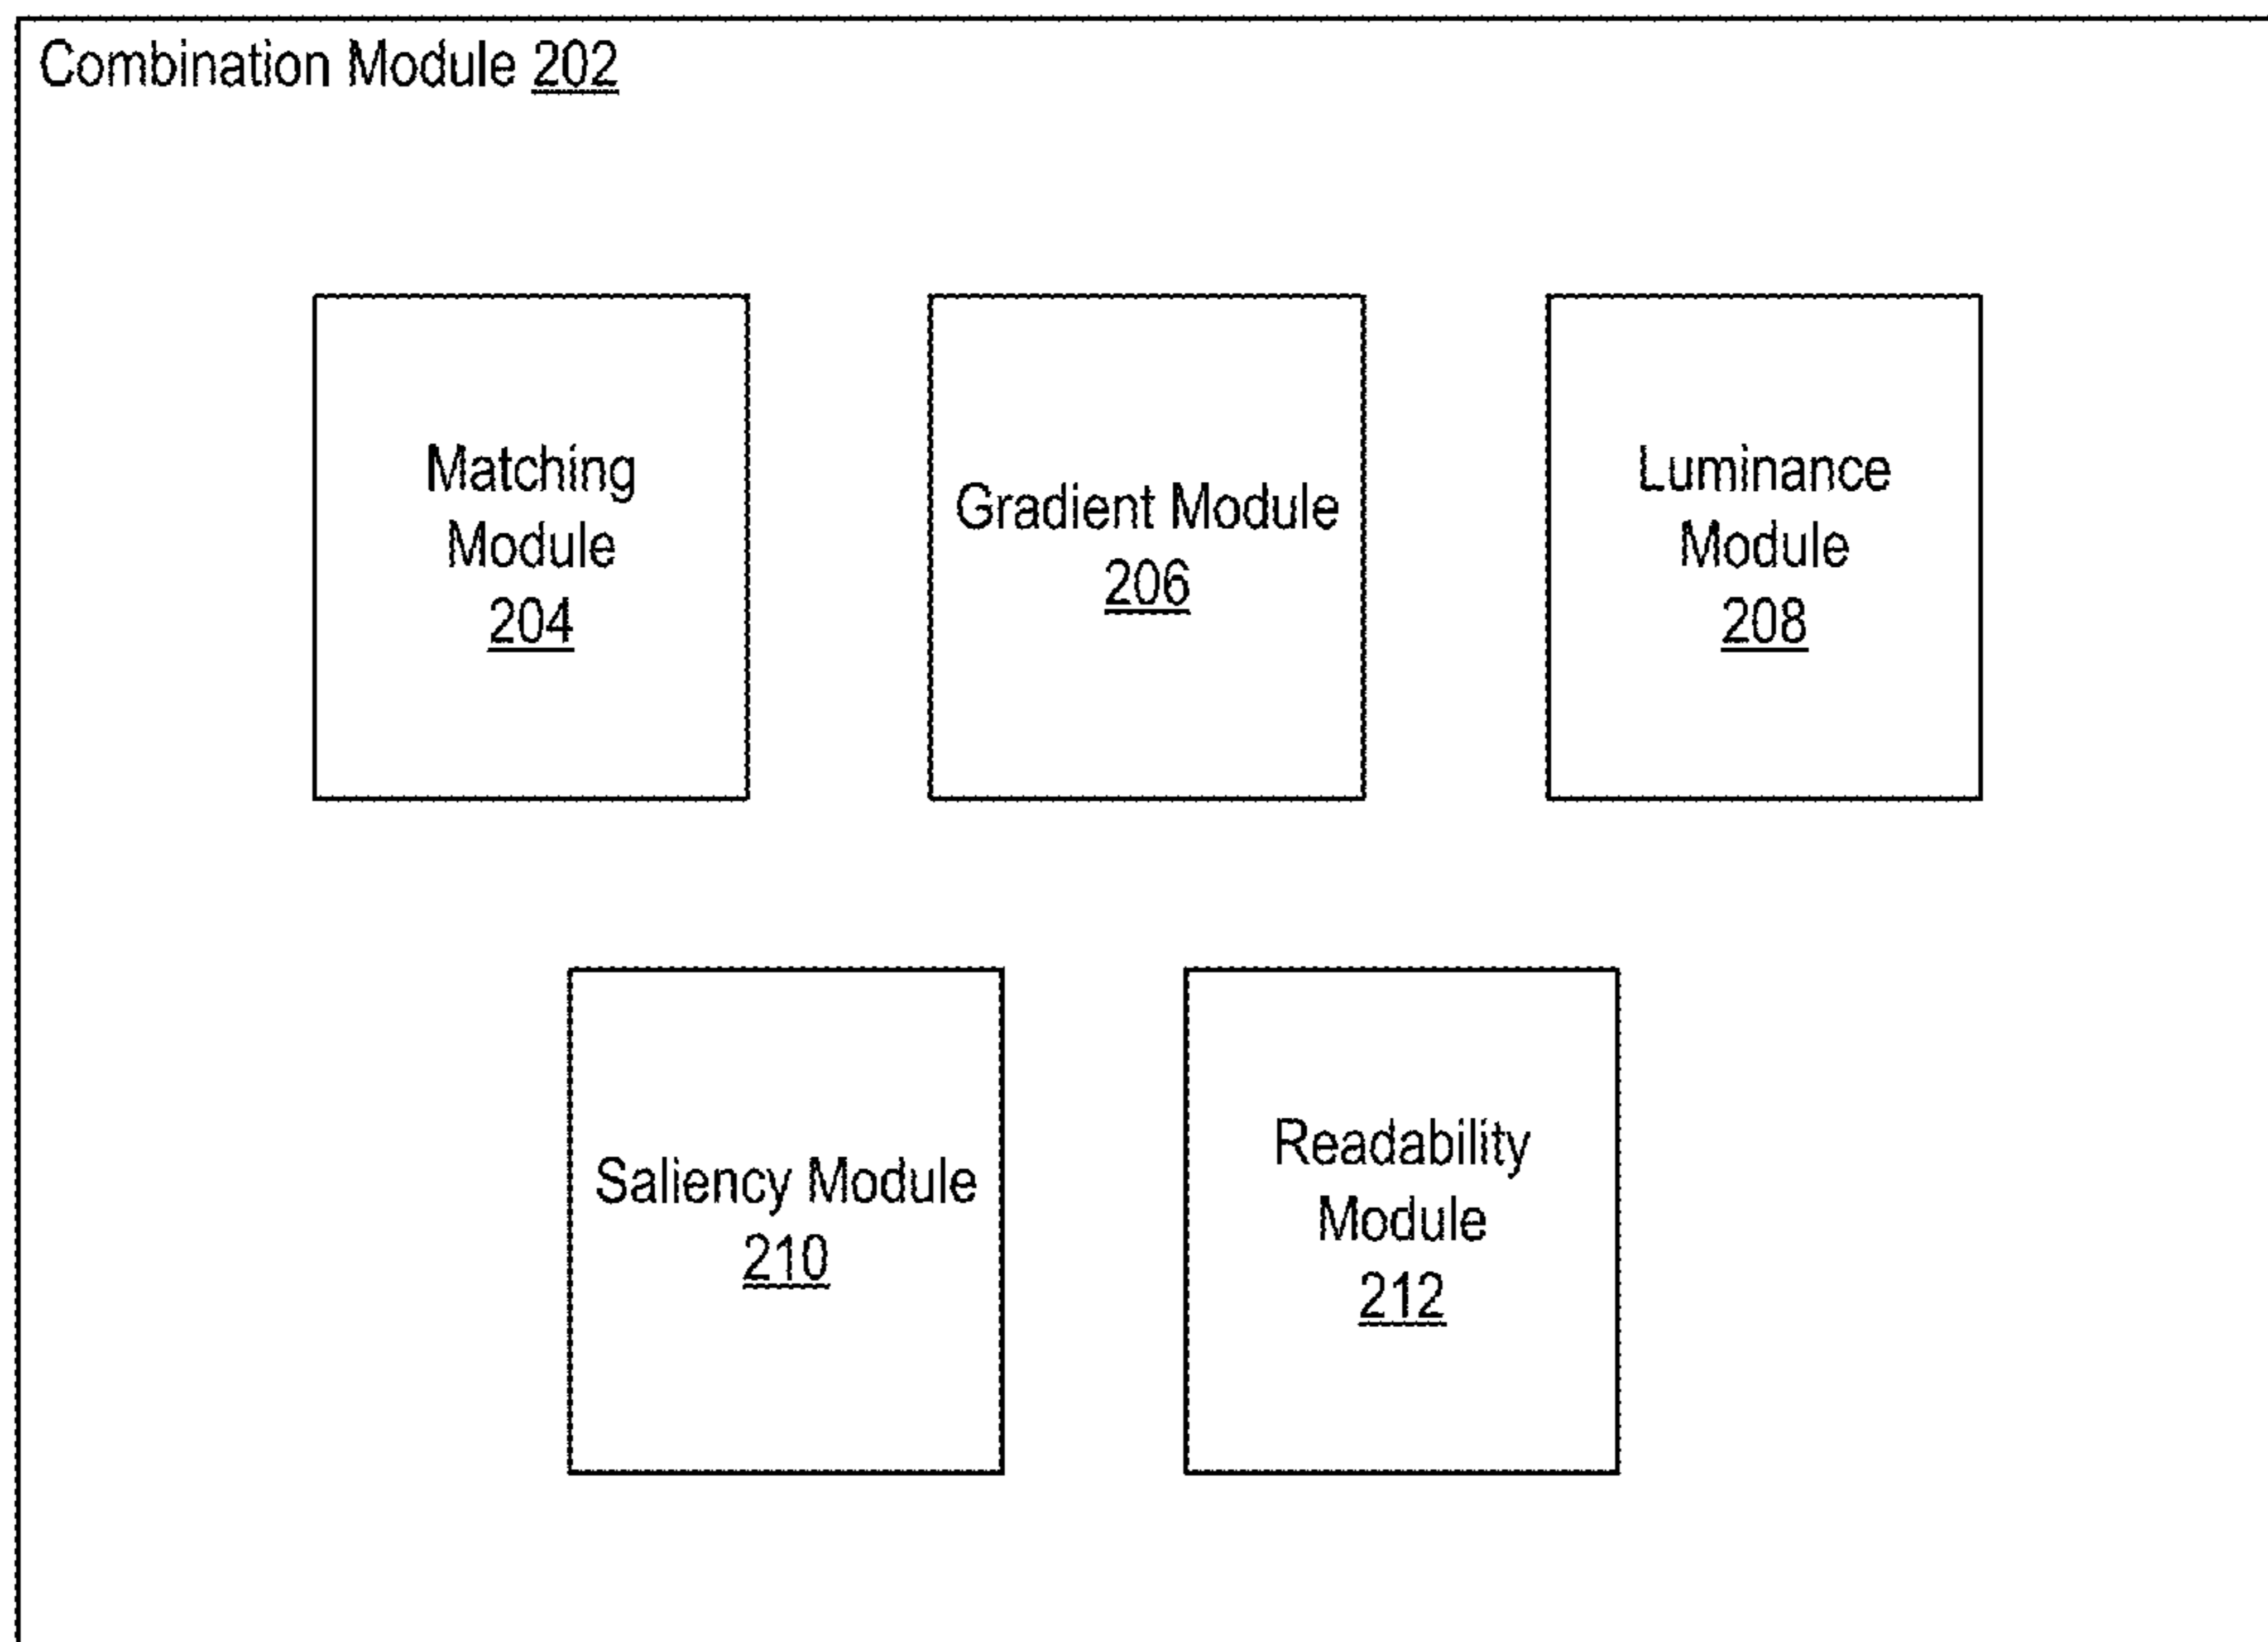 Combination Module 202
Matching
Module
204
Gradient Module
206
Luminance
Module
208
Saliency Module
210
Readability
Module
212